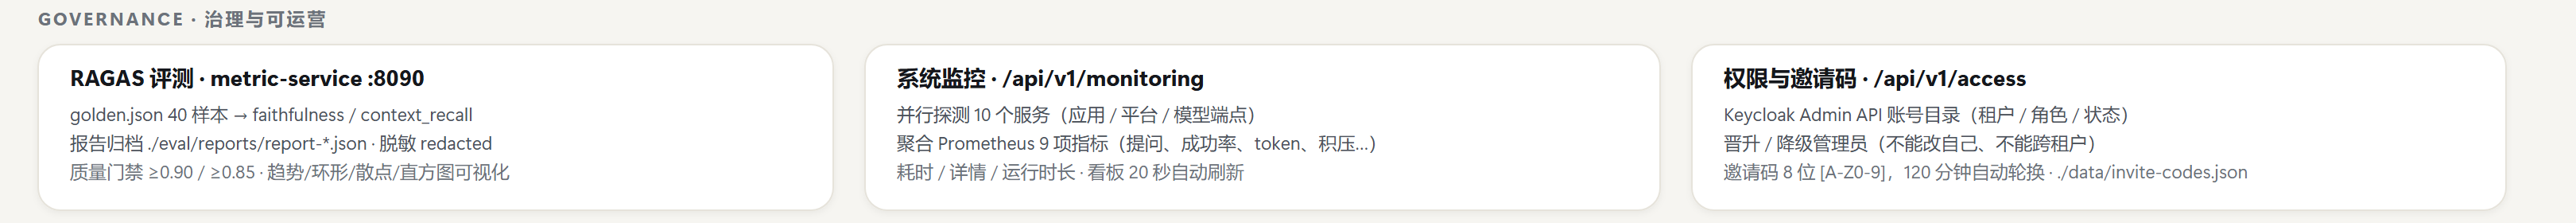 GOVERNANCE · 治理与可运营
RAGAS 评测 · metric-service :8090
golden.json 40 样本 → faithfulness / context_recall
报告归档 ./eval/reports/report-*.json · 脱敏 redacted
质量门禁 ≥0.90 / ≥0.85 · 趋势/环形/散点/直方图可视化
系统监控 · /api/v1/monitoring
并行探测 10 个服务（应用 / 平台 / 模型端点）
聚合 Prometheus 9 项指标（提问、成功率、token、积压…）
耗时 / 详情 / 运行时长 · 看板 20 秒自动刷新
权限与邀请码 · /api/v1/access
Keycloak Admin API 账号目录（租户 / 角色 / 状态）
晋升 / 降级管理员（不能改自己、不能跨租户）
邀请码 8 位 [A-Z0-9]，120 分钟自动轮换 · ./data/invite-codes.json